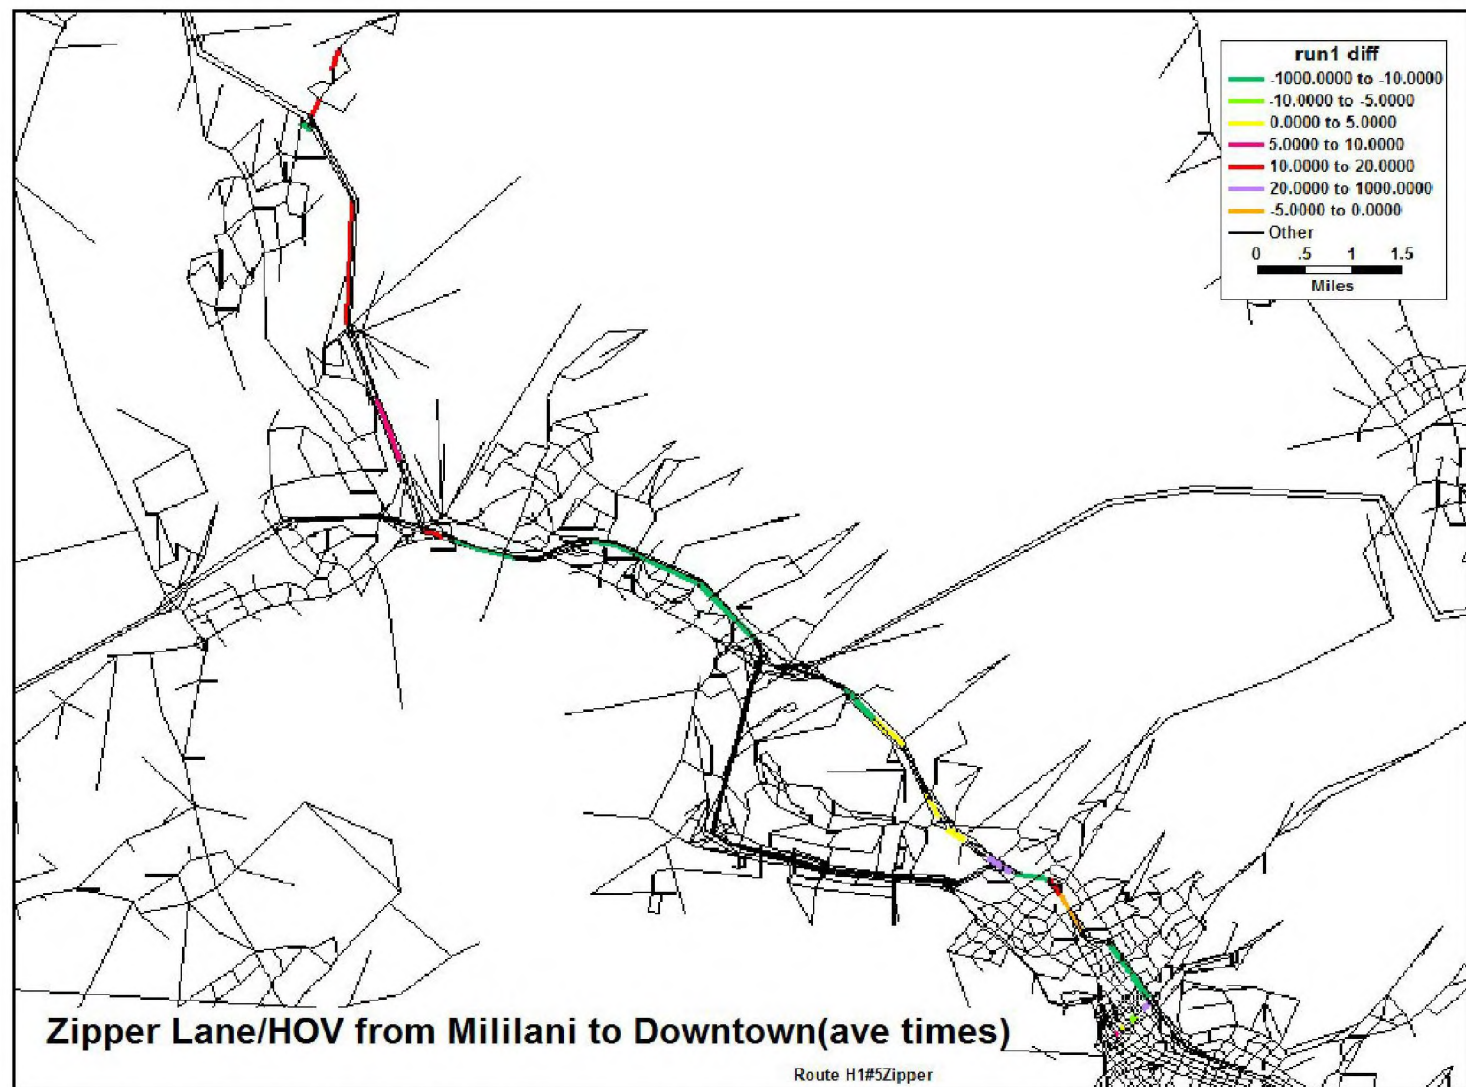 run1 diff
-1000.0000 to -10.0000
-10.0000 to -5.0000
0.0000 to 5.0000
5.0000 to 10.0000
10.0000 to 20.0000
20.0000 to 1000.0000
-5.0000 to 0.0000
Other
0 .5 1 1.5
Miles
Zipper Lane/HOV from Mililani to Downtown(ave times)
Route H1#5Zipper